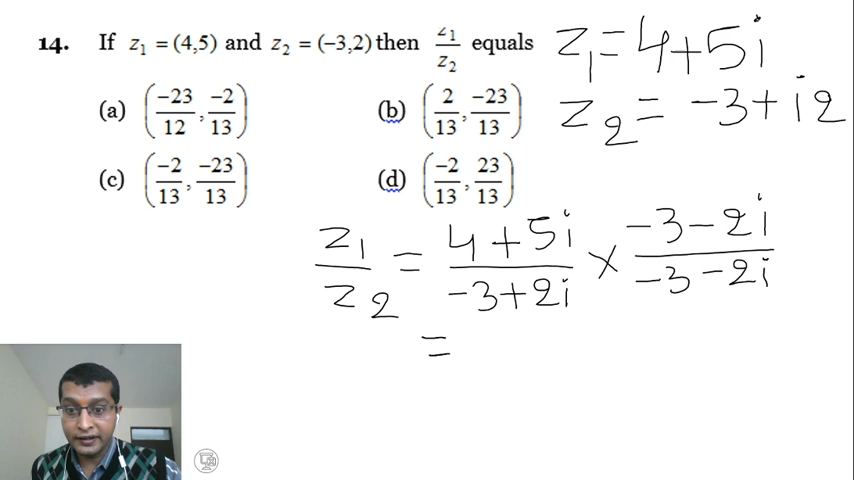 14. If z₁ = (4,5) and z₂ = (–3,2) then z₁/z₂ equals
(a) (-23/12, -2/13) (b) (2/13, -23/13)
(c) (-2/13, -23/13) (d) (-2/13, 23/13)
z₁ = 4+5i
z₂ = -3+i2
z₁/z₂ = (4+5i)/(-3+2i) × (-3-2i)/(-3-2i)
=